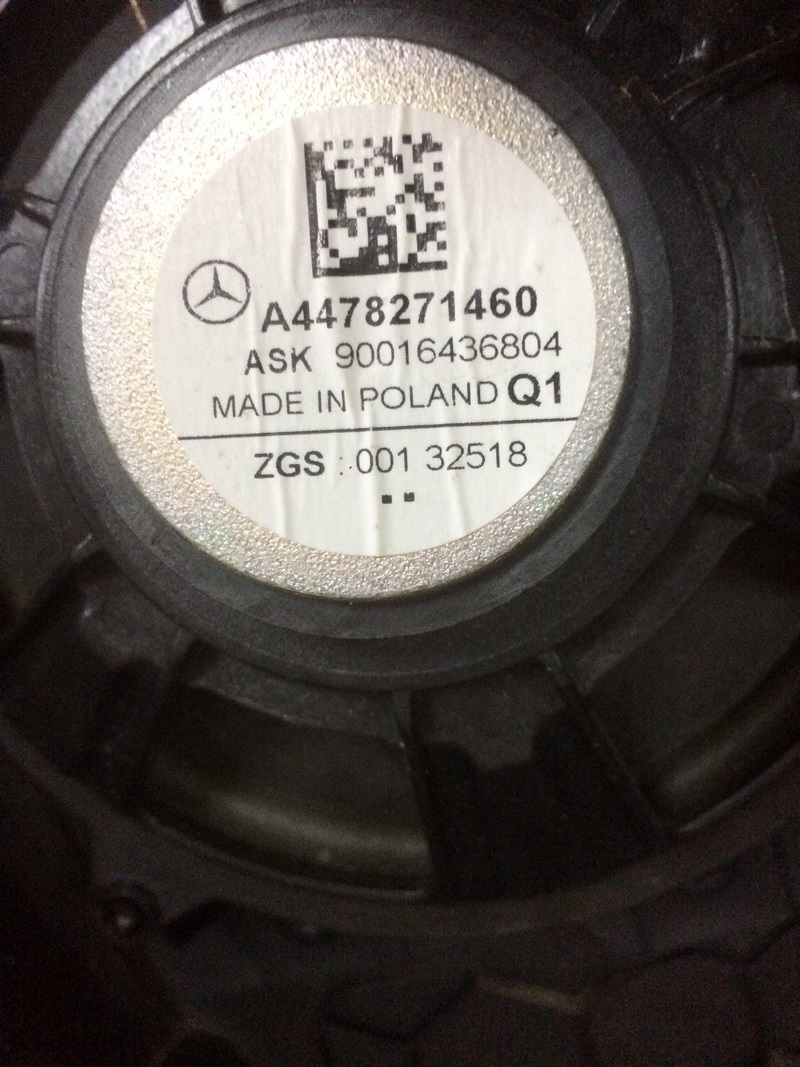 A4478271460
ASK 90016436804
MADE IN POLAND Q1
ZGS : 001 32518